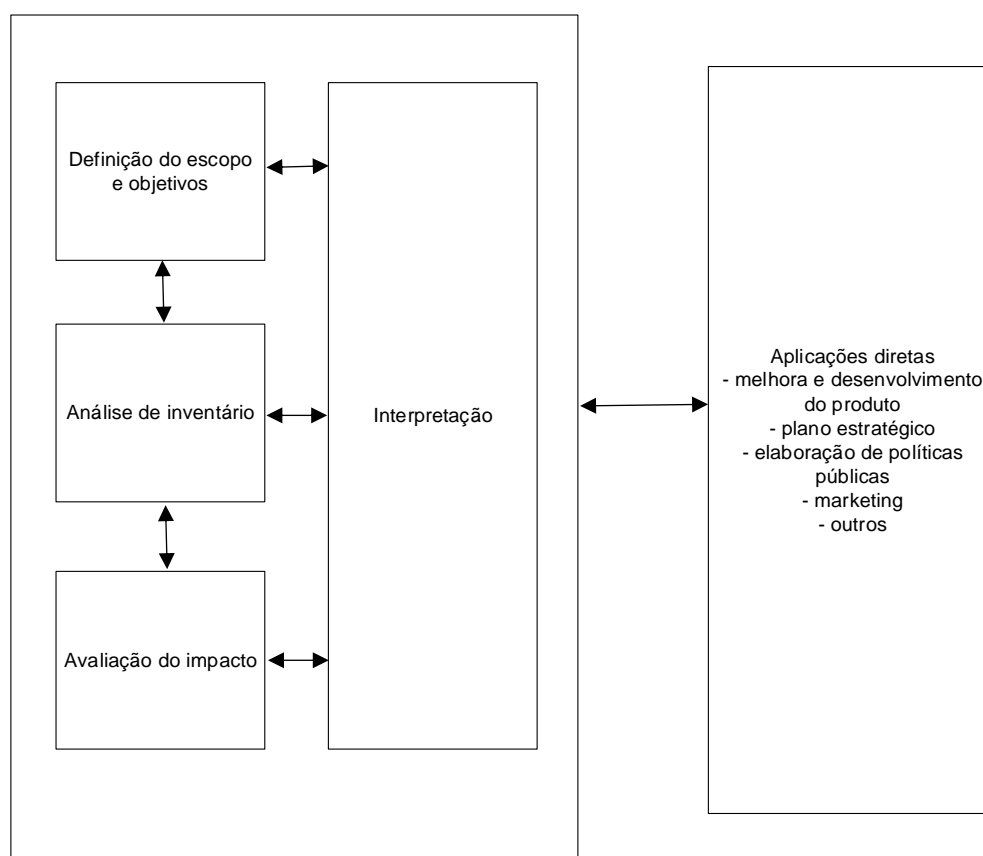 Definição do escopo
e objetivos
Análise de inventário
Avaliação do impacto
Interpretação
Aplicações diretas
- melhora e desenvolvimento
do produto
- plano estratégico
- elaboração de políticas
públicas
- marketing
- outros